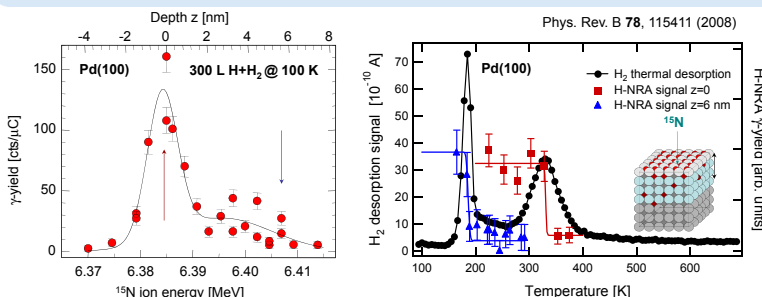 Depth z [nm]
-4 -2 0 2 4 6 8
Phys. Rev. B 78, 115411 (2008)
150
100
50
0
γ-yield [cts/μC]
Pd(100)
300 L H+H₂ @ 100 K
6.37 6.38 6.39 6.40 6.41
¹⁵N ion energy [MeV]
80
70
60
50
40
30
20
10
0
H₂ desorption signal [10⁻¹⁰ A]
Pd(100)
H₂ thermal desorption
H-NRA signal z=0
H-NRA signal z=6 nm
¹⁵N
H-NRA γ-yield [arb. units]
100 200 300 400 500 600
Temperature [K]